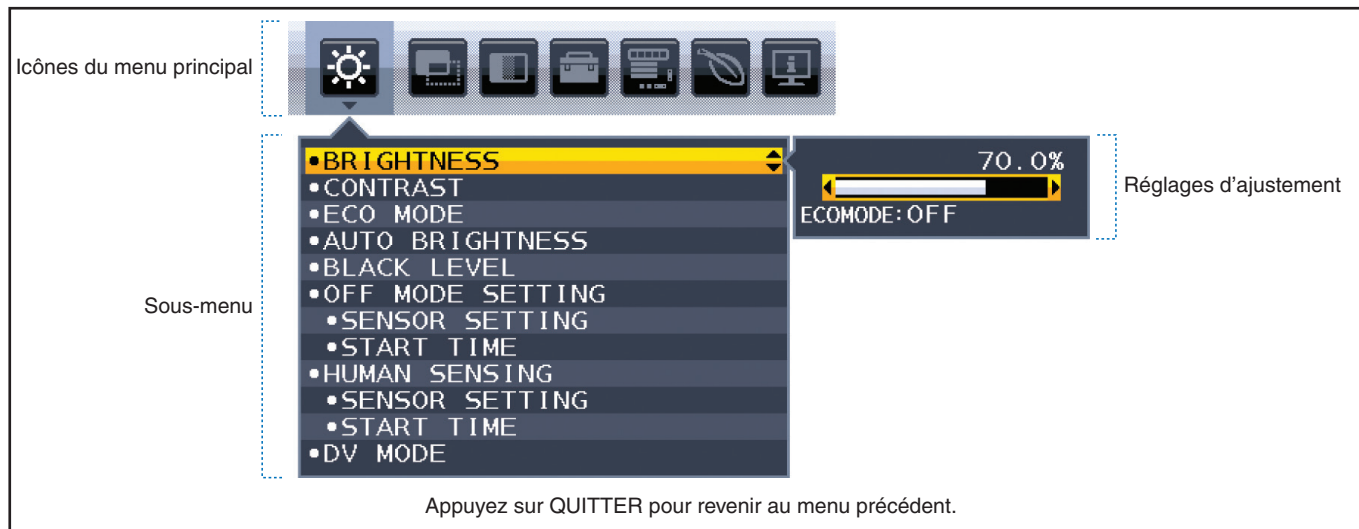 Icônes du menu principal
•BRIGHTNESS
•CONTRAST
•ECO MODE
•AUTO BRIGHTNESS
•BLACK LEVEL
•OFF MODE SETTING
•SENSOR SETTING
•START TIME
•HUMAN SENSING
•SENSOR SETTING
•START TIME
•DV MODE
70.0%
ECOMODE:OFF
Réglages d'ajustement
Sous-menu
Appuyez sur QUITTER pour revenir au menu précédent.